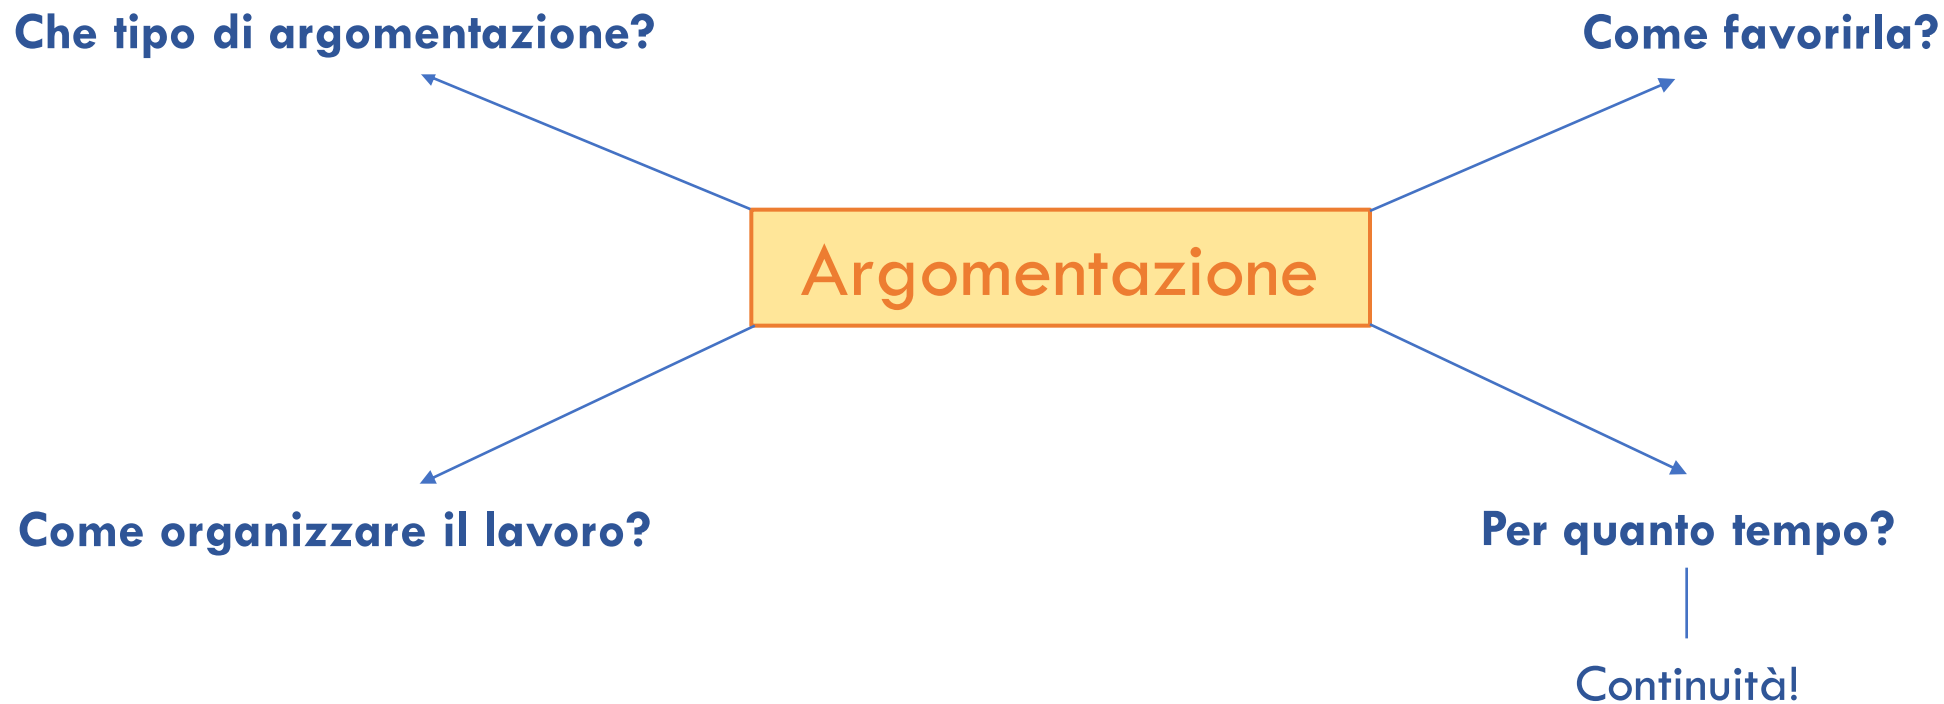 Che tipo di argomentazione?
Come favorirla?
Argomentazione
Come organizzare il lavoro?
Per quanto tempo?
Continuità!